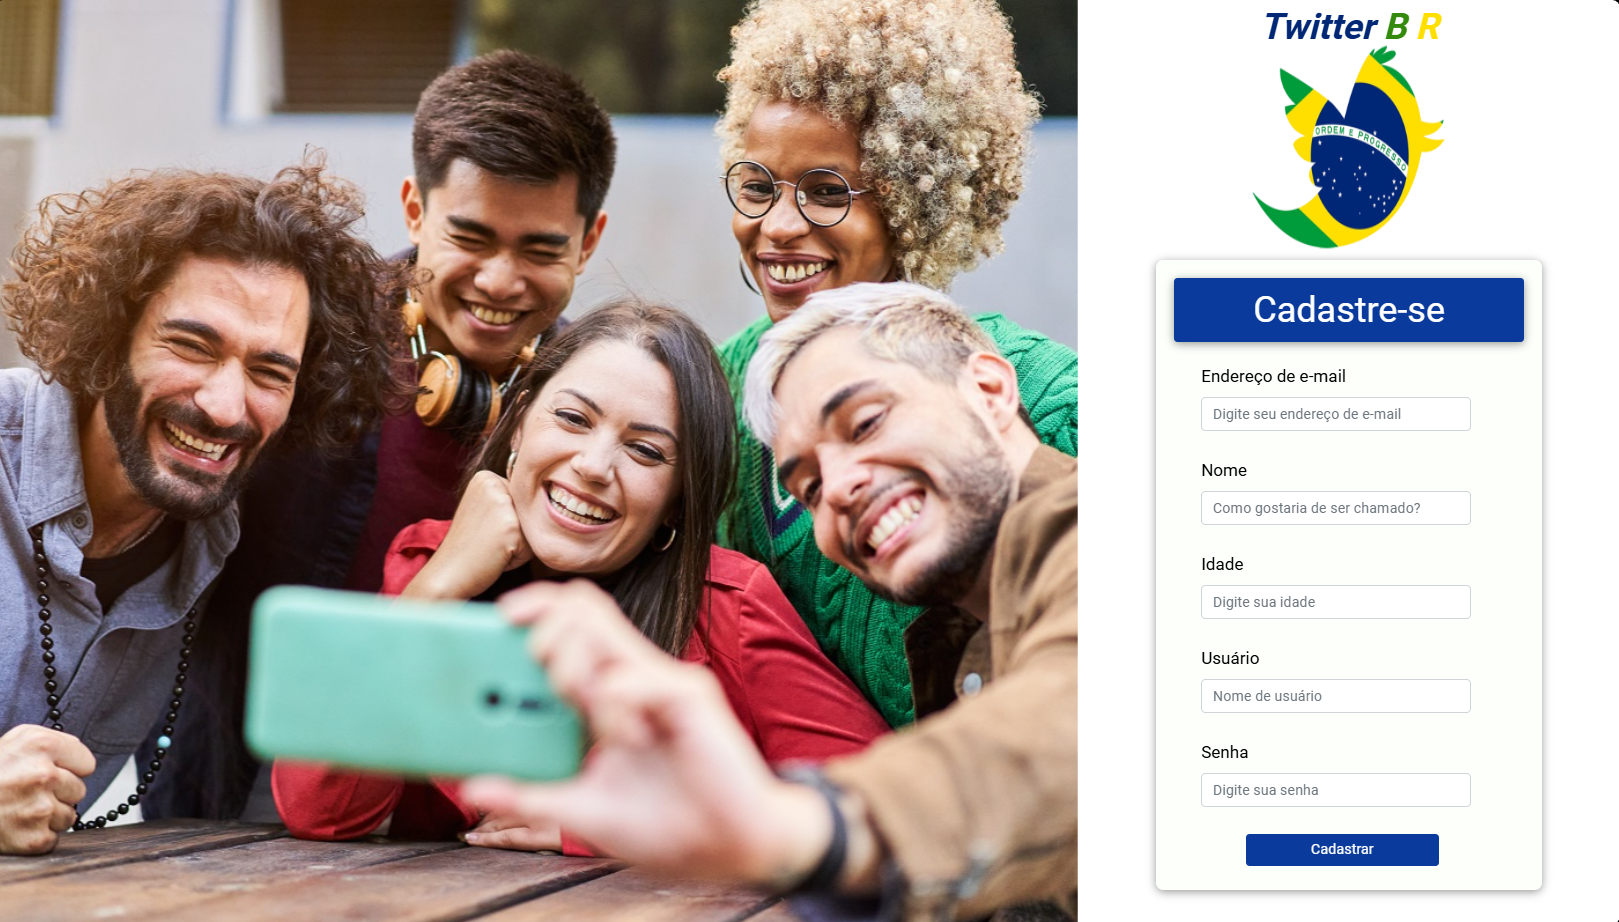 Twitter B R
ORDEM E PROGRESSO
Cadastre-se
Endereço de e-mail
Digite seu endereço de e-mail
Nome
Como gostaria de ser chamado?
Idade
Digite sua idade
Usuário
Nome de usuário
Senha
Digite sua senha
Cadastrar